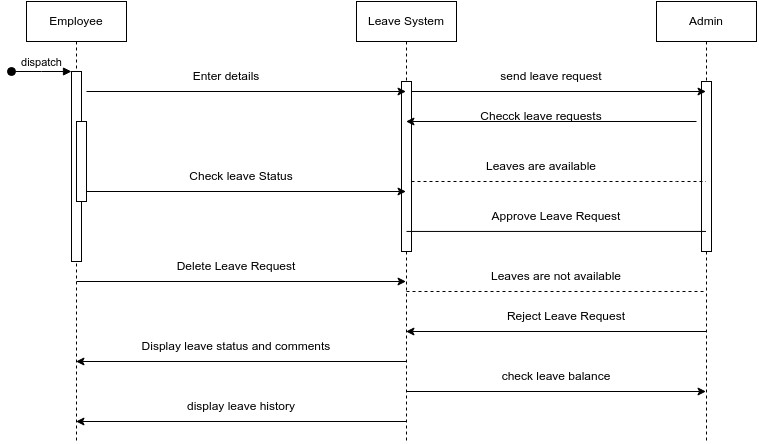 Employee
Leave System
Admin
dispatch
Enter details
send leave request
Checck leave requests
Leaves are available
Check leave Status
Approve Leave Request
Delete Leave Request
Leaves are not available
Reject Leave Request
Display leave status and comments
check leave balance
display leave history